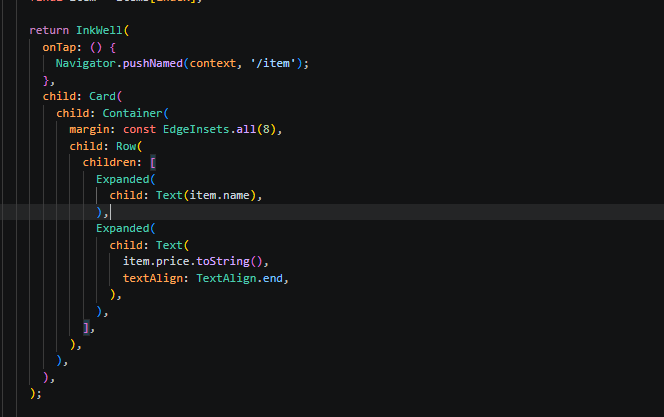 return InkWell(
onTap: () {
Navigator.pushNamed(context, '/item');
},
child: Card(
child: Container(
margin: const EdgeInsets.all(8),
child: Row(
children: [
Expanded(
child: Text(item.name),
),
Expanded(
child: Text(
item.price.toString(),
textAlign: TextAlign.end,
),
),
],
),
),
),
);